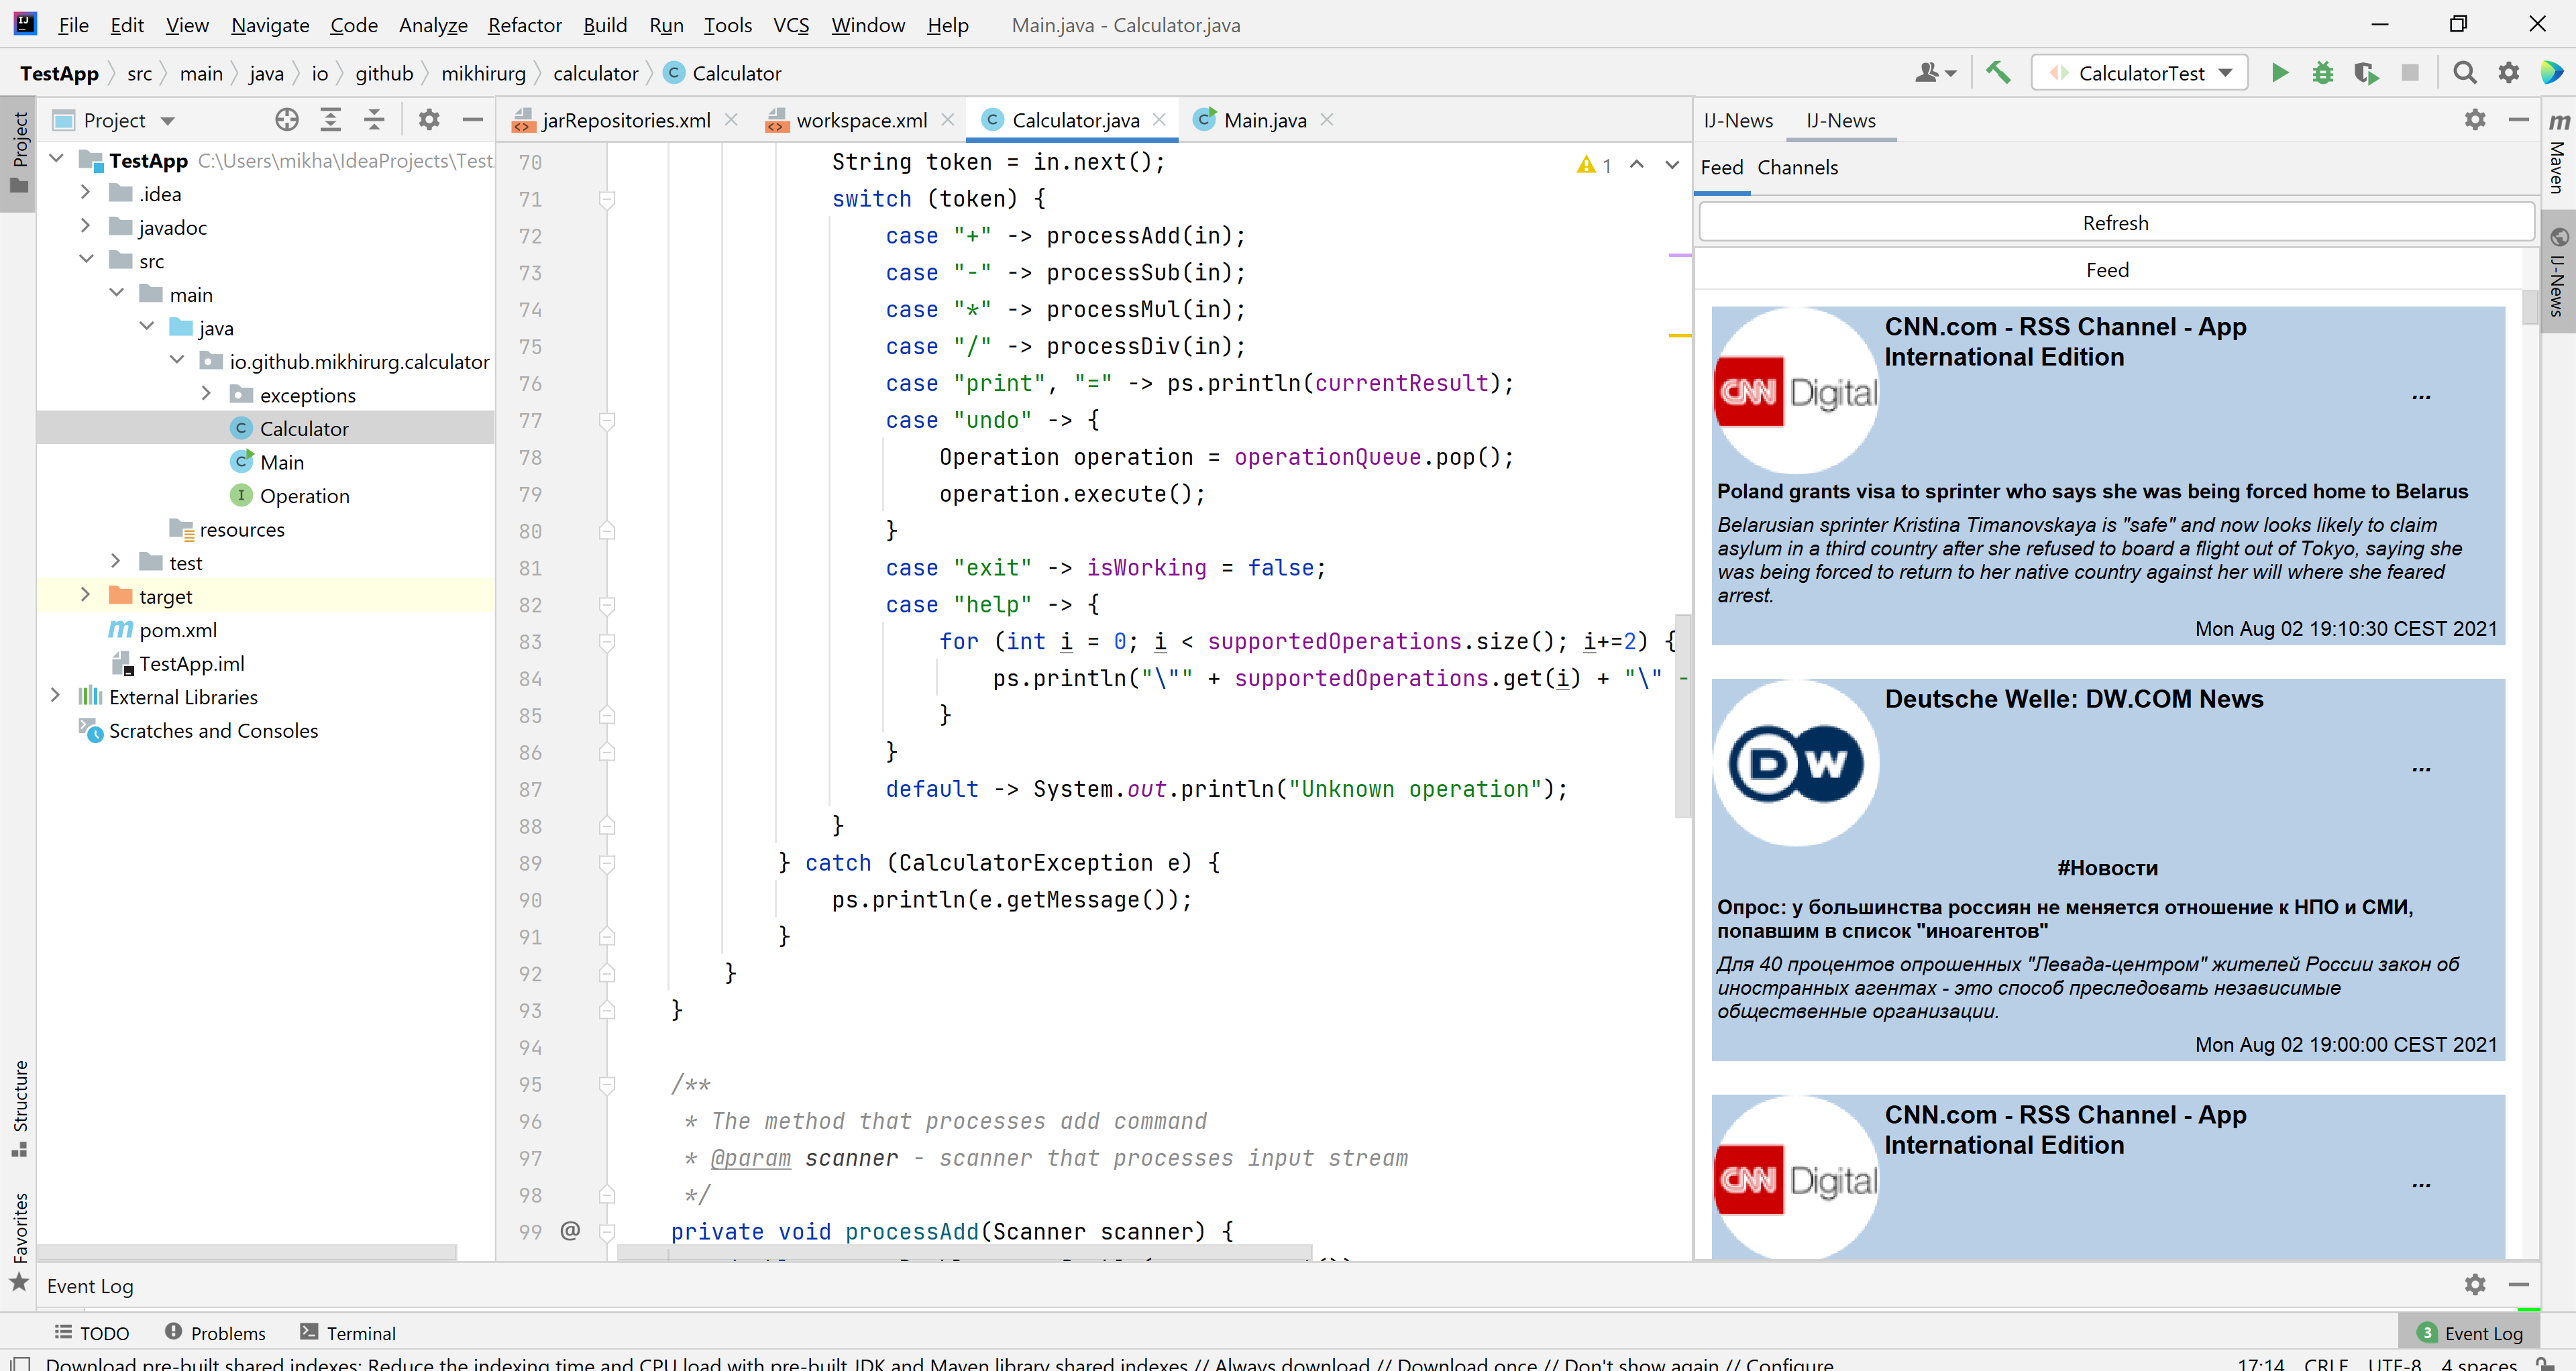 File Edit View Navigate Code Analyze Refactor Build Run Tools VCS Window Help Main.java - Calculator.java
TestApp src main java io github mikhirurg calculator Calculator CalculatorTest
Project
Project
TestApp C:\Users\mikha\IdeaProjects\Test
.idea
javadoc
src
main
java
io.github.mikhirurg.calculator
exceptions
Calculator
Main
Operation
resources
test
target
pom.xml
TestApp.iml
External Libraries
Scratches and Consoles
Structure
Favorites
jarRepositories.xml workspace.xml Calculator.java Main.java
1
70 String token = in.next();
71 switch (token) {
72 case "+" -> processAdd(in);
73 case "-" -> processSub(in);
74 case "*" -> processMul(in);
75 case "/" -> processDiv(in);
76 case "print", "=" -> ps.println(currentResult);
77 case "undo" -> {
78 Operation operation = operationQueue.pop();
79 operation.execute();
80 }
81 case "exit" -> isWorking = false;
82 case "help" -> {
83 for (int i = 0; i < supportedOperations.size(); i+=2) {
84 ps.println("\"" + supportedOperations.get(i) + "\" -
85 }
86 }
87 default -> System.out.println("Unknown operation");
88 }
89 } catch (CalculatorException e) {
90 ps.println(e.getMessage());
91 }
92 }
93 }
94
95 /**
96 * The method that processes add command
97 * @param scanner - scanner that processes input stream
98 */
99 @ private void processAdd(Scanner scanner) {
IJ-News IJ-News
Feed Channels
Refresh
Feed
CNN Digital
CNN.com - RSS Channel - App
International Edition
...
Poland grants visa to sprinter who says she was being forced home to Belarus
Belarusian sprinter Kristina Timanovskaya is "safe" and now looks likely to claim
asylum in a third country after she refused to board a flight out of Tokyo, saying she
was being forced to return to her native country against her will where she feared
arrest.
Mon Aug 02 19:10:30 CEST 2021
DW
Deutsche Welle: DW.COM News
...
#Новости
Опрос: у большинства россиян не меняется отношение к НПО и СМИ,
попавшим в список "иноагентов"
Для 40 процентов опрошенных "Левада-центром" жителей России закон об
иностранных агентах - это способ преследовать независимые
общественные организации.
Mon Aug 02 19:00:00 CEST 2021
CNN Digital
CNN.com - RSS Channel - App
International Edition
...
m Maven
IJ-News
Event Log
TODO Problems Terminal 3 Event Log
Download pre-built shared indexes: Reduce the indexing time and CPU load with pre-built JDK and Maven library shared indexes // Always download // Download once // Don't show again // Configure... 17:14 CRLF UTF-8 4 spaces